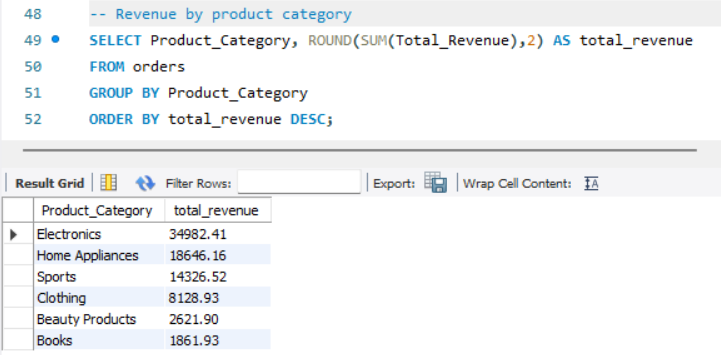 48 -- Revenue by product category
49 SELECT Product_Category, ROUND(SUM(Total_Revenue),2) AS total_revenue
50 FROM orders
51 GROUP BY Product_Category
52 ORDER BY total_revenue DESC;
Result Grid Filter Rows: Export: Wrap Cell Content: IA
Product_Category total_revenue
Electronics 34982.41
Home Appliances 18646.16
Sports 14326.52
Clothing 8128.93
Beauty Products 2621.90
Books 1861.93